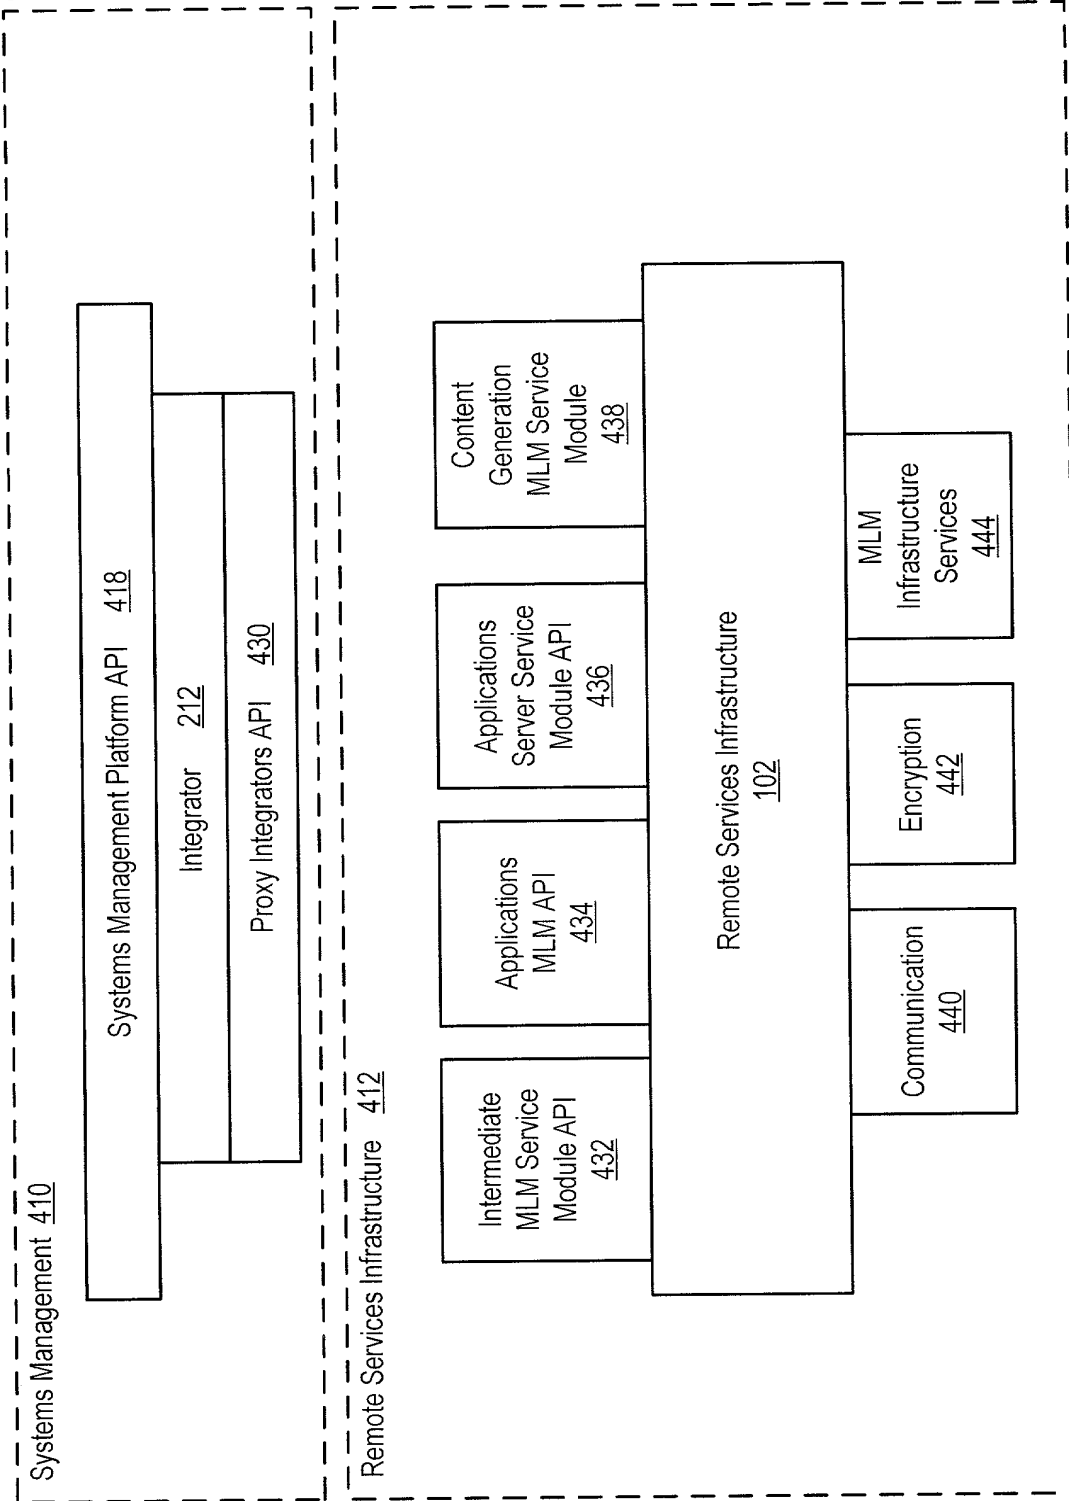 Systems Management 410
Systems Management Platform API 418
Integrator 212
Proxy Integrators API 430
Remote Services Infrastructure 412
Intermediate
MLM Service
Module API
432
Applications
MLM API
434
Applications
Server Service
Module API
436
Content
Generation
MLM Service
Module
438
Remote Services Infrastructure
102
Communication
440
Encryption
442
MLM
Infrastructure
Services
444